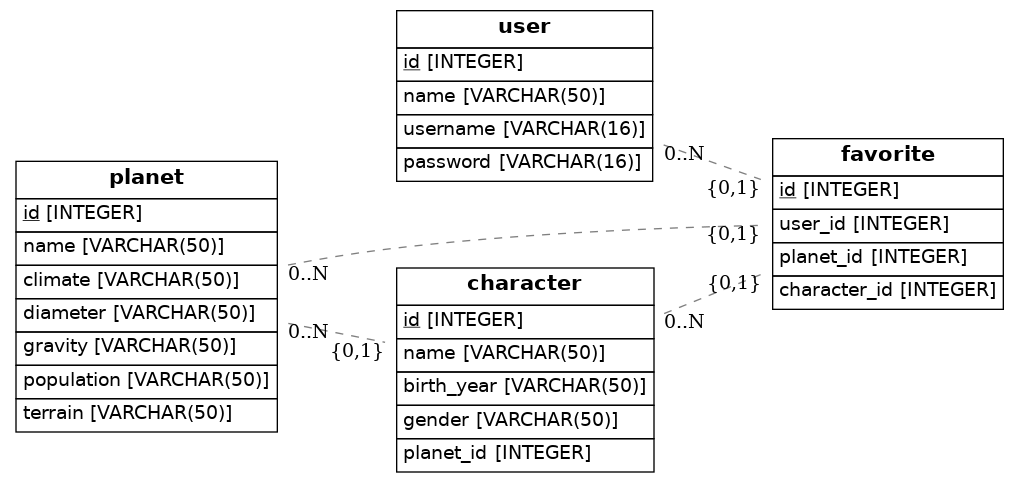 user
id [INTEGER]
name [VARCHAR(50)]
username [VARCHAR(16)]
password [VARCHAR(16)]
0..N
{0,1}
favorite
id [INTEGER]
user_id [INTEGER]
planet_id [INTEGER]
character_id [INTEGER]
{0,1}
{0,1}
planet
id [INTEGER]
name [VARCHAR(50)]
climate [VARCHAR(50)]
diameter [VARCHAR(50)]
gravity [VARCHAR(50)]
population [VARCHAR(50)]
terrain [VARCHAR(50)]
0..N
0..N
{0,1}
character
id [INTEGER]
name [VARCHAR(50)]
birth_year [VARCHAR(50)]
gender [VARCHAR(50)]
planet_id [INTEGER]
0..N